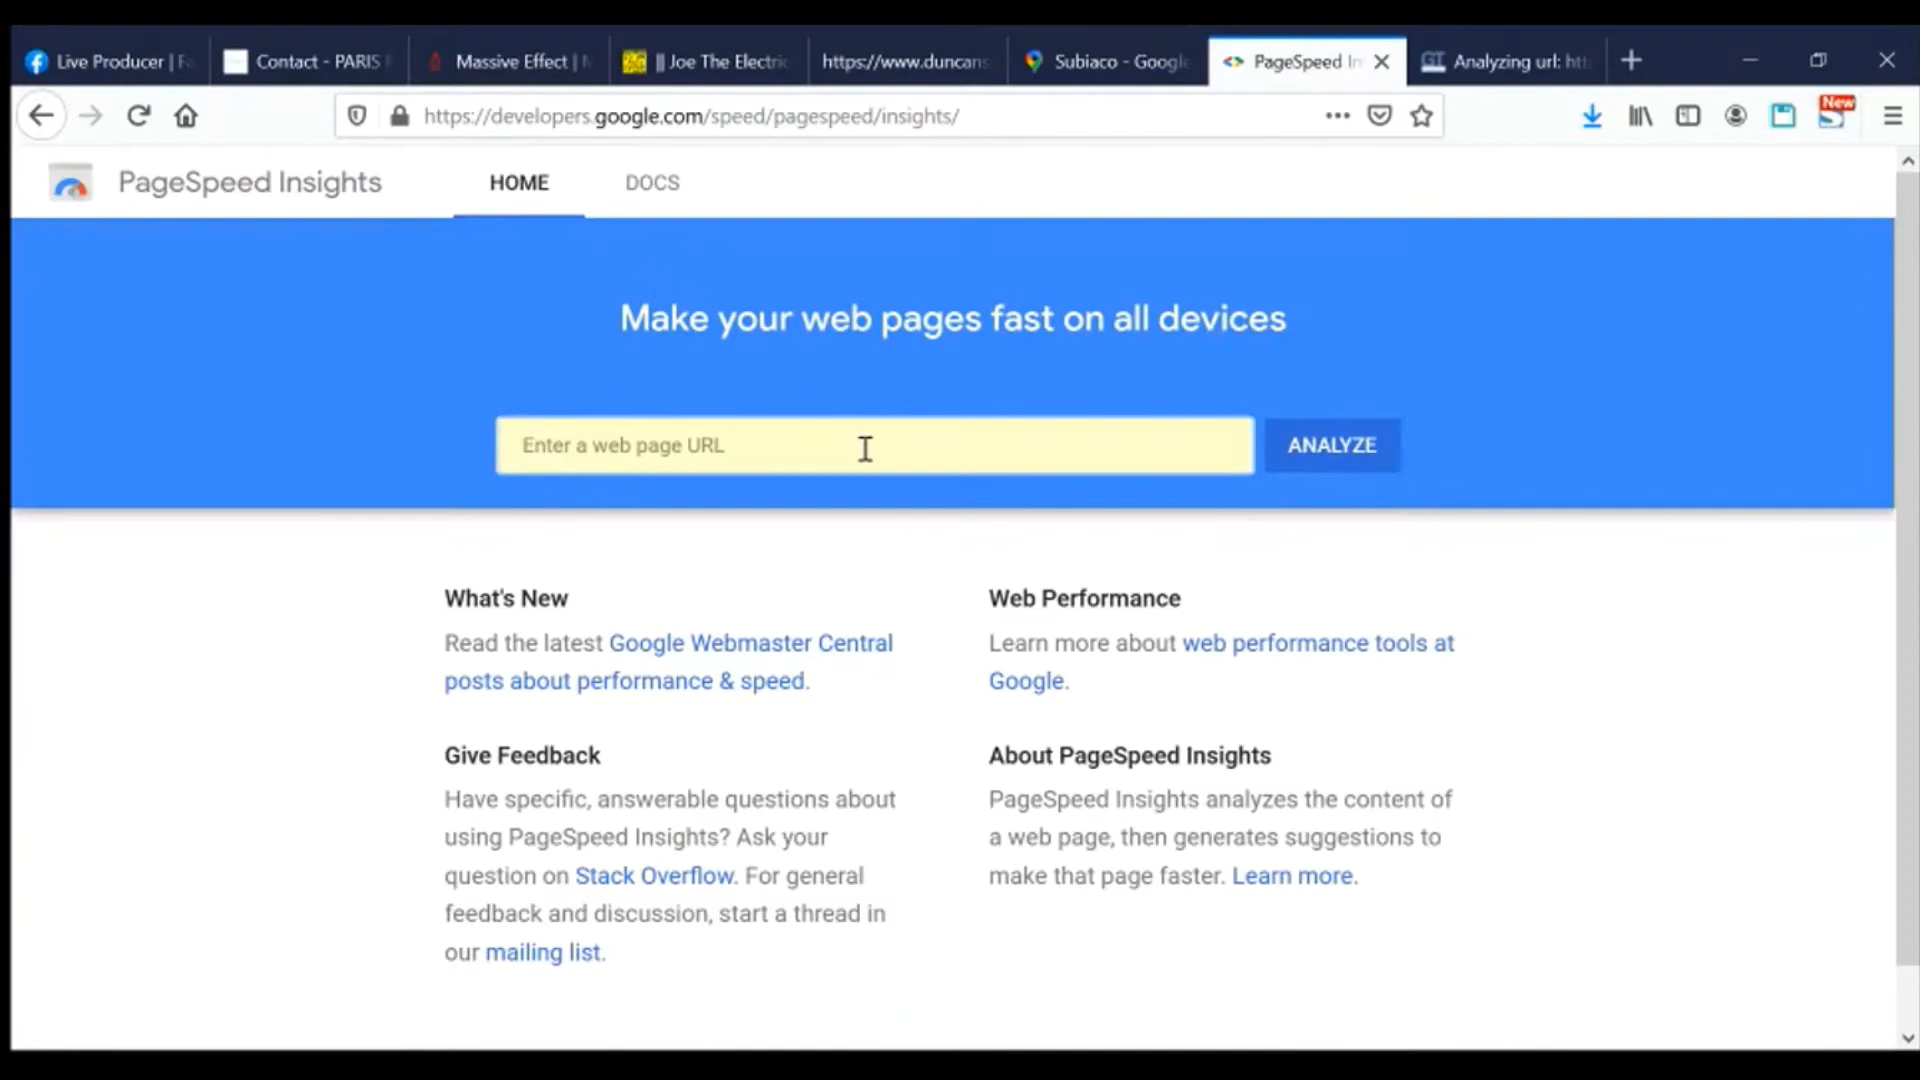 Live Producer |
Contact - PARIS
Massive Effect |
|| Joe The Electric
https://www.duncans
Subiaco - Google
PageSpeed In
GT Analyzing url: htt
https://developers.google.com/speed/pagespeed/insights/
New
PageSpeed Insights
HOME
DOCS
Make your web pages fast on all devices
Enter a web page URL
ANALYZE
What's New
Read the latest Google Webmaster Central
posts about performance & speed.
Web Performance
Learn more about web performance tools at
Google.
Give Feedback
Have specific, answerable questions about
using PageSpeed Insights? Ask your
question on Stack Overflow. For general
feedback and discussion, start a thread in
our mailing list.
About PageSpeed Insights
PageSpeed Insights analyzes the content of
a web page, then generates suggestions to
make that page faster. Learn more.